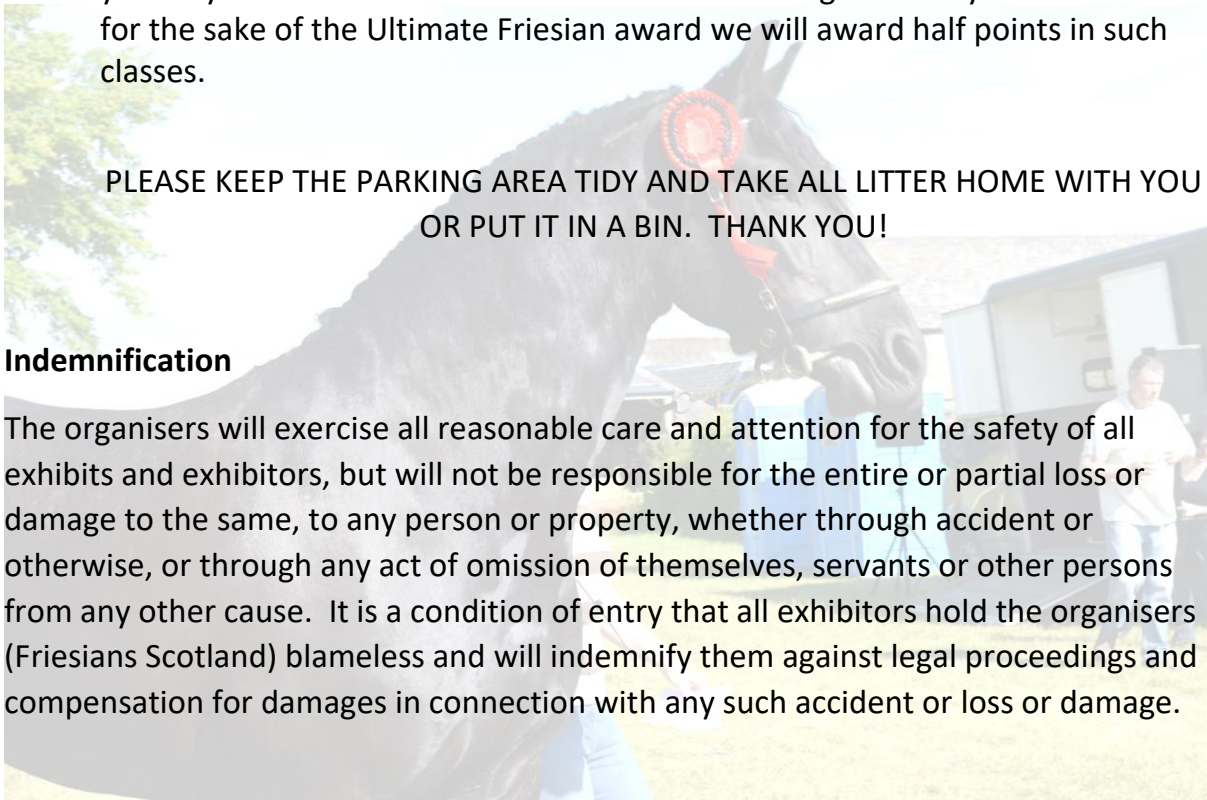 for the sake of the Ultimate Friesian award we will award half points in such
classes.
PLEASE KEEP THE PARKING AREA TIDY AND TAKE ALL LITTER HOME WITH YOU
OR PUT IT IN A BIN.  THANK YOU!
Indemnification
The organisers will exercise all reasonable care and attention for the safety of all
exhibits and exhibitors, but will not be responsible for the entire or partial loss or
damage to the same, to any person or property, whether through accident or
otherwise, or through any act of omission of themselves, servants or other persons
from any other cause.  It is a condition of entry that all exhibitors hold the organisers
(Friesians Scotland) blameless and will indemnify them against legal proceedings and
compensation for damages in connection with any such accident or loss or damage.